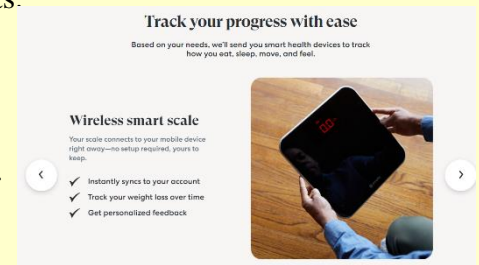 Track your progress with ease
Based on your needs, we'll send you smart health devices to track
how you eat, sleep, move, and feel.
Wireless smart scale
Your scale connects to your mobile device
right away—no setup required, yours to
keep.
Instantly syncs to your account
Track your weight loss over time
Get personalized feedback
0.0